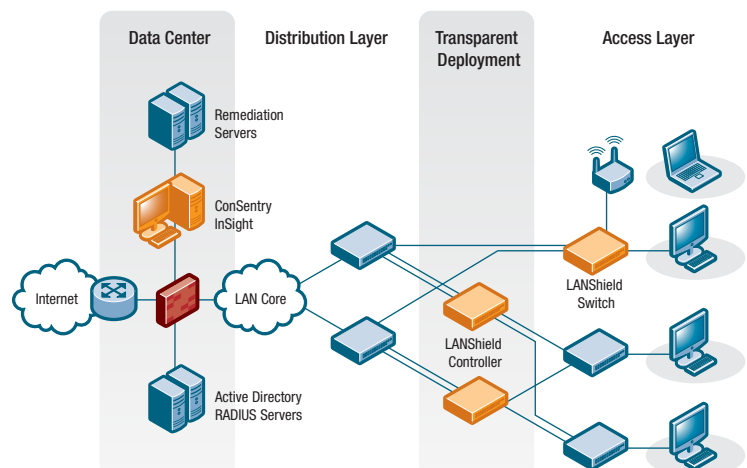 Data Center
Distribution Layer
Transparent
Deployment
Access Layer
Remediation
Servers
ConSentry
InSight
Internet
LAN Core
LANShield
Switch
LANShield
Controller
Active Directory
RADIUS Servers